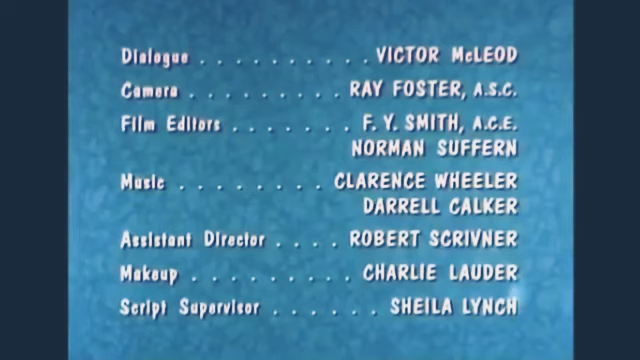 Dialogue . . . . . . . . . . VICTOR McLEOD
Camera . . . . . . . . . . RAY FOSTER, A.S.C.
Film Editors . . . . . . . F. Y. SMITH, A.C.E.
NORMAN SUFFERN
Music . . . . . . . . . CLARENCE WHEELER
DARRELL CALKER
Assistant Director . . . . ROBERT SCRIVNER
Makeup . . . . . . . . . CHARLIE LAUDER
Script Supervisor . . . . . . SHEILA LYNCH